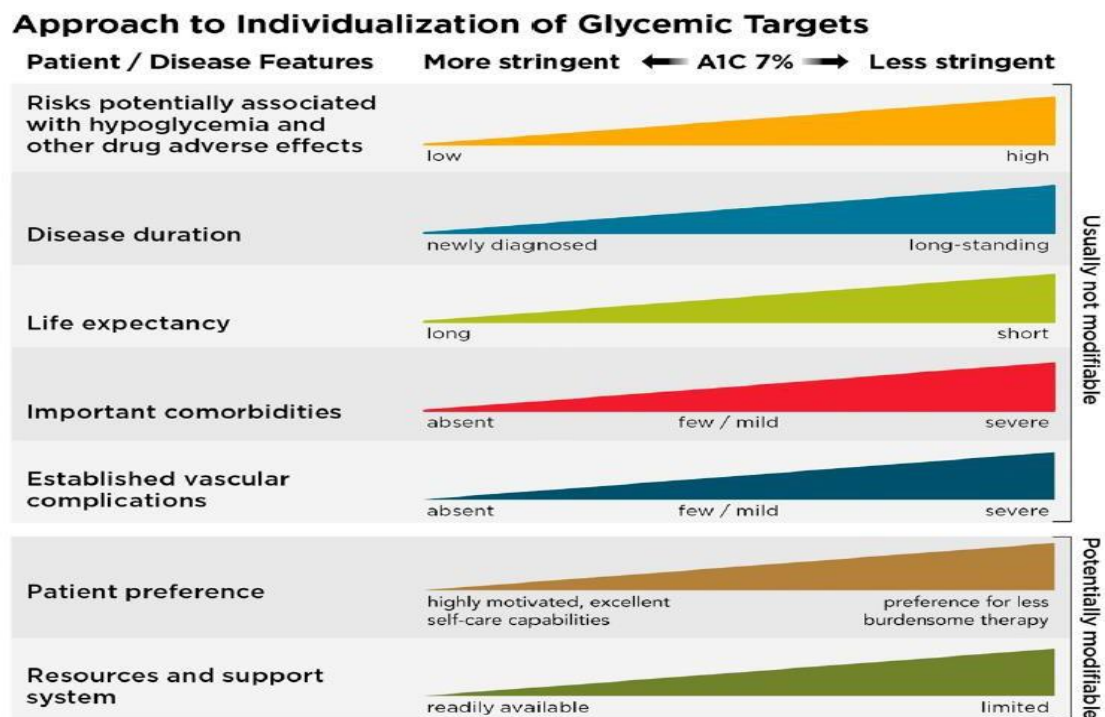 Approach to Individualization of Glycemic Targets
Patient / Disease Features More stringent ← A1C 7% → Less stringent
Risks potentially associated
with hypoglycemia and
other drug adverse effects
low high
Disease duration
newly diagnosed long-standing
Life expectancy
long short
Important comorbidities
absent few / mild severe
Established vascular
complications
absent few / mild severe
Usually not modifiable
Patient preference
highly motivated, excellent
self-care capabilities
preference for less
burdensome therapy
Resources and support
system
readily available limited
Potentially modifiable